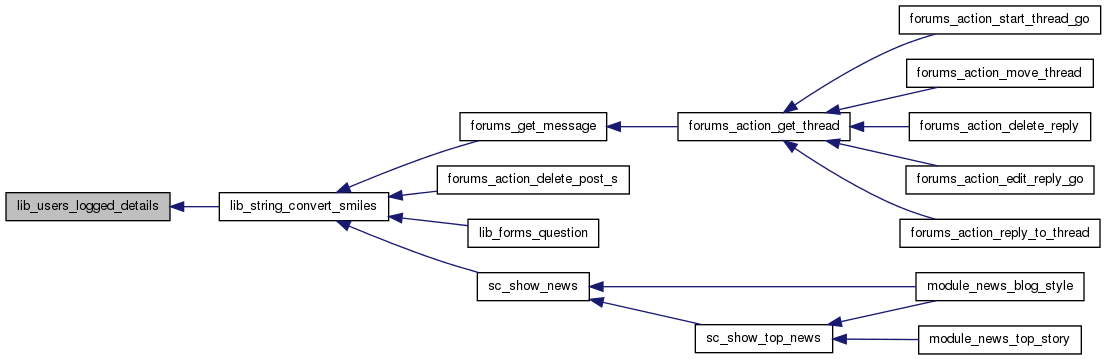 forums_action_start_thread_go
forums_action_move_thread
forums_get_message
forums_action_get_thread
forums_action_delete_reply
forums_action_delete_post_s
forums_action_edit_reply_go
lib_users_logged_details
lib_string_convert_smiles
lib_forms_question
forums_action_reply_to_thread
sc_show_news
module_news_blog_style
sc_show_top_news
module_news_top_story